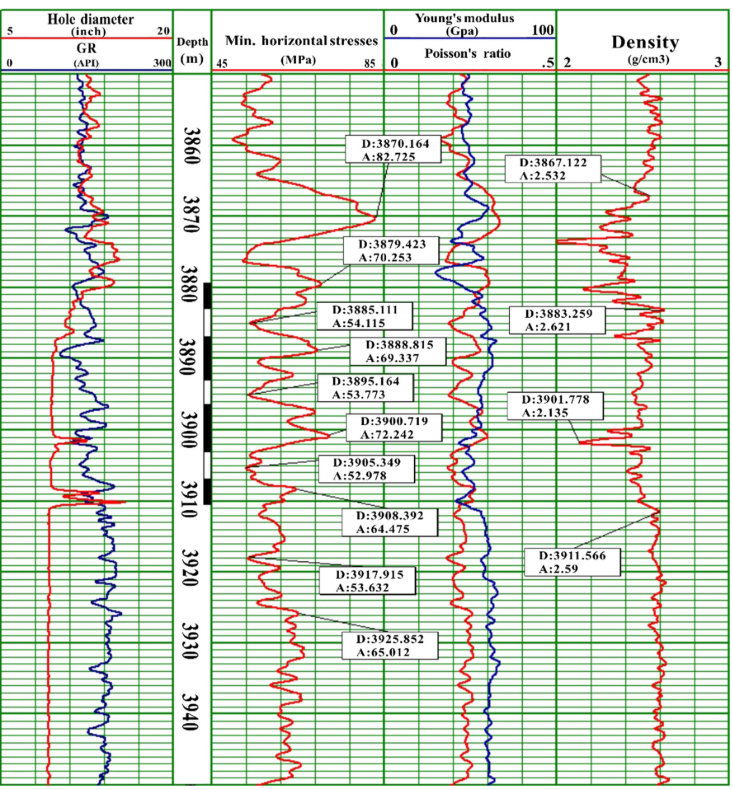 Hole diameter
(inch)
5 20
GR
(API)
0 300
Depth
(m)
Min. horizontal stresses
(MPa)
45 85
Young's modulus
0 (Gpa) 100
Poisson's ratio
0 .5
Density
(g/cm3)
2 3
3860
3870
3880
3890
3900
3910
3920
3930
3940
D:3870.164
A:82.725
D:3879.423
A:70.253
D:3885.111
A:54.115
D:3888.815
A:69.337
D:3895.164
A:53.773
D:3900.719
A:72.242
D:3905.349
A:52.978
D:3908.392
A:64.475
D:3917.915
A:53.632
D:3925.852
A:65.012
D:3867.122
A:2.532
D:3883.259
A:2.621
D:3901.778
A:2.135
D:3911.566
A:2.59